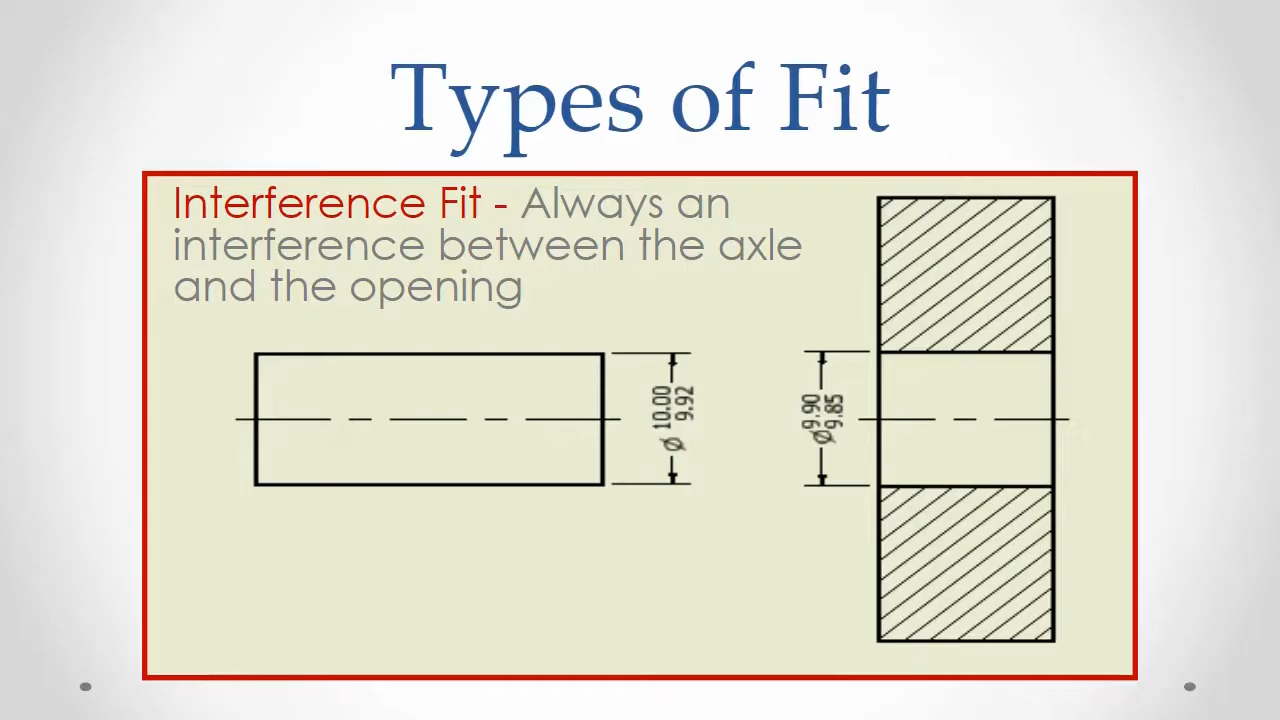 Types of Fit
Interference Fit - Always an
interference between the axle
and the opening
Ø 10.00
9.92
Ø 9.90
9.85